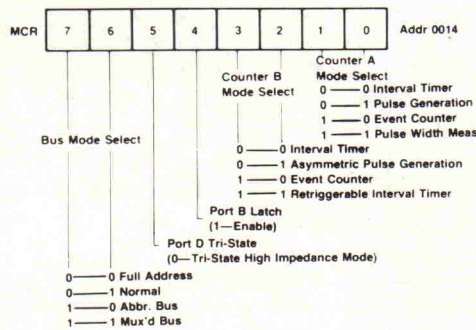 MCR 7 6 5 4 3 2 1 0 Addr 0014
Counter A
Mode Select
0 — 0 Interval Timer
0 — 1 Pulse Generation
1 — 0 Event Counter
1 — 1 Pulse Width Meas
Counter B
Mode Select
0 — 0 Interval Timer
0 — 1 Asymmetric Pulse Generation
1 — 0 Event Counter
1 — 1 Retriggerable Interval Timer
Port B Latch
(1—Enable)
Port D Tri-State
(0—Tri-State High Impedance Mode)
Bus Mode Select
0 — 0 Full Address
0 — 1 Normal
1 — 0 Abbr. Bus
1 — 1 Mux'd Bus